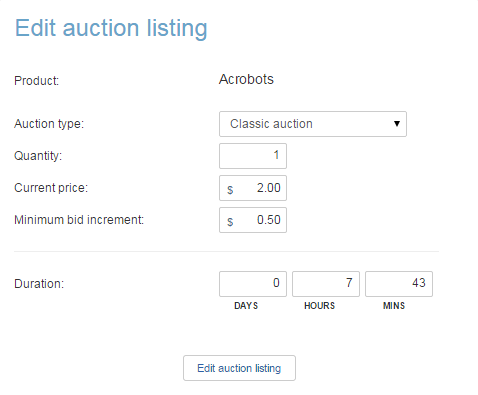 Edit auction listing
Product: Acrobots
Auction type: Classic auction
Quantity: 1
Current price: $ 2.00
Minimum bid increment: $ 0.50
Duration: 0 7 43
DAYS HOURS MINS
Edit auction listing